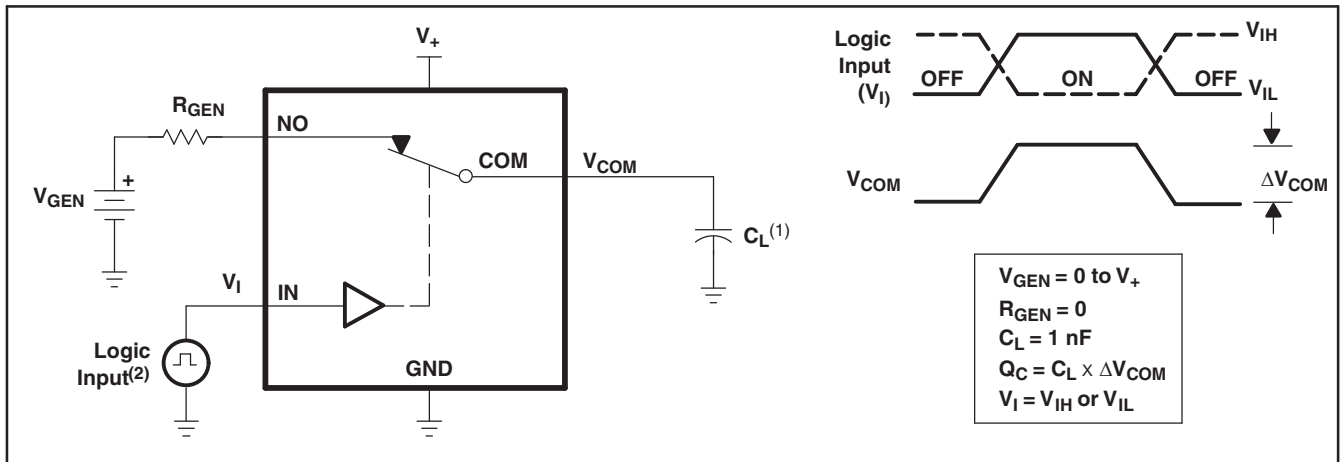 V+
RGEN
NO
COM
VCOM
VGEN
+
CL(1)
VI
IN
Logic
Input(2)
GND
Logic
Input
(VI)
OFF
ON
OFF
VIH
VIL
VCOM
ΔVCOM
VGEN = 0 to V+
RGEN = 0
CL = 1 nF
QC = CL x ΔVCOM
VI = VIH or VIL